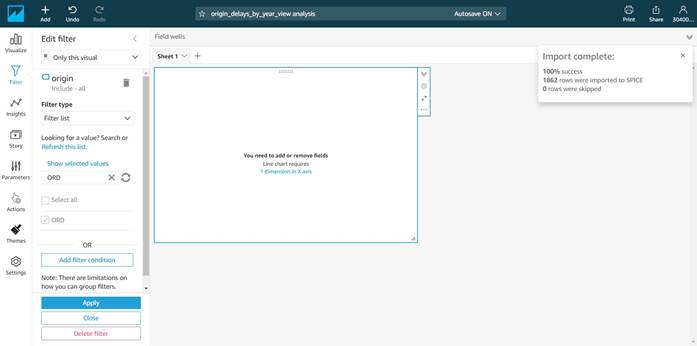 Add
Undo
Redo
origin_delays_by_year_view analysis
Autosave ON
Print
Share
30400...
Visualize
Filter
Insights
Story
Parameters
Actions
Themes
Settings
Edit filter
Only this visual
origin
Include - all
Filter type
Filter list
Looking for a value? Search or
Refresh this list.
Show selected values
ORD
Select all
ORD
OR
Add filter condition
Note: There are limitations on
how you can group filters.
Apply
Close
Delete filter
Field wells
Sheet 1
You need to add or remove fields
Line chart requires
1 dimension in X axis
Import complete:
100% success
1862 rows were imported to SPICE
0 rows were skipped